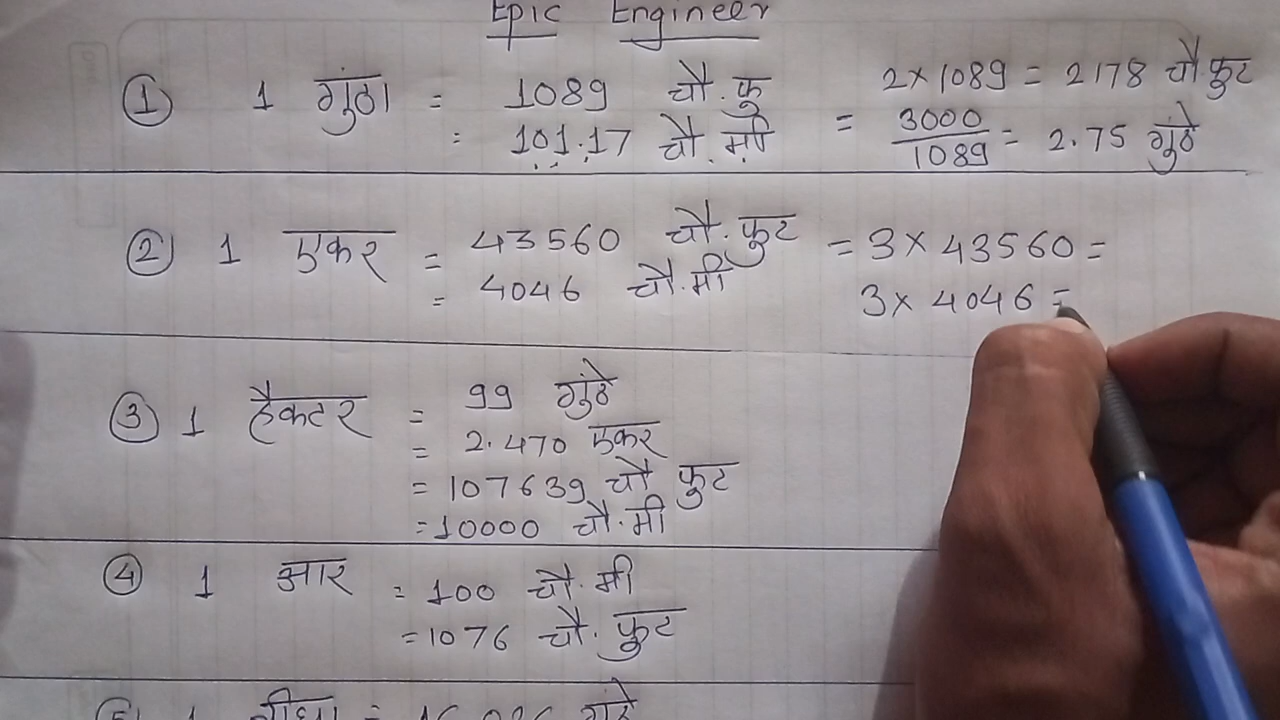 Epic Engineer
① 1 गुंठा = 1089 चौ.फु 2×1089 = 2178 चौ.फुट
= 101.17 चौ.मी = 3000/1089 = 2.75 गुंठे
② 1 एकर = 43560 चौ.फुट = 3×43560 =
= 4046 चौ.मी 3×4046 =
③ 1 हैक्टर = 99 गुंठे
= 2.470 एकर
= 107639 चौ फुट
=10000 चौ.मी
④ 1 आर = 100 चौ.मी
=1076 चौ.फुट